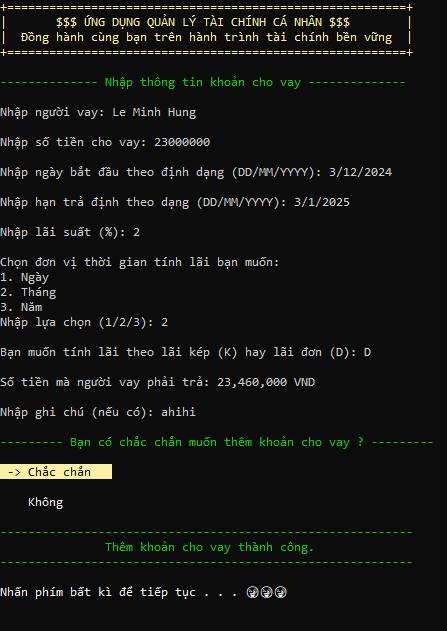 +=========================================================+
| $$$ ỨNG DỤNG QUẢN LÝ TÀI CHÍNH CÁ NHÂN $$$ |
| Đồng hành cùng bạn trên hành trình tài chính bền vững |
+=========================================================+
-------------- Nhập thông tin khoản cho vay --------------
Nhập người vay: Le Minh Hung
Nhập số tiền cho vay: 23000000
Nhập ngày bắt đầu theo định dạng (DD/MM/YYYY): 3/12/2024
Nhập hạn trả định theo dạng (DD/MM/YYYY): 3/1/2025
Nhập lãi suất (%): 2
Chọn đơn vị thời gian tính lãi bạn muốn:
1. Ngày
2. Tháng
3. Năm
Nhập lựa chọn (1/2/3): 2
Bạn muốn tính lãi theo lãi kép (K) hay lãi đơn (D): D
Số tiền mà người vay phải trả: 23,460,000 VND
Nhập ghi chú (nếu có): ahihi
--------- Bạn có chắc chắn muốn thêm khoản cho vay ? ---------
-> Chắc chắn
Không
-----------------------------------------------------------
Thêm khoản cho vay thành công.
-----------------------------------------------------------
Nhấn phím bất kì để tiếp tục . . .